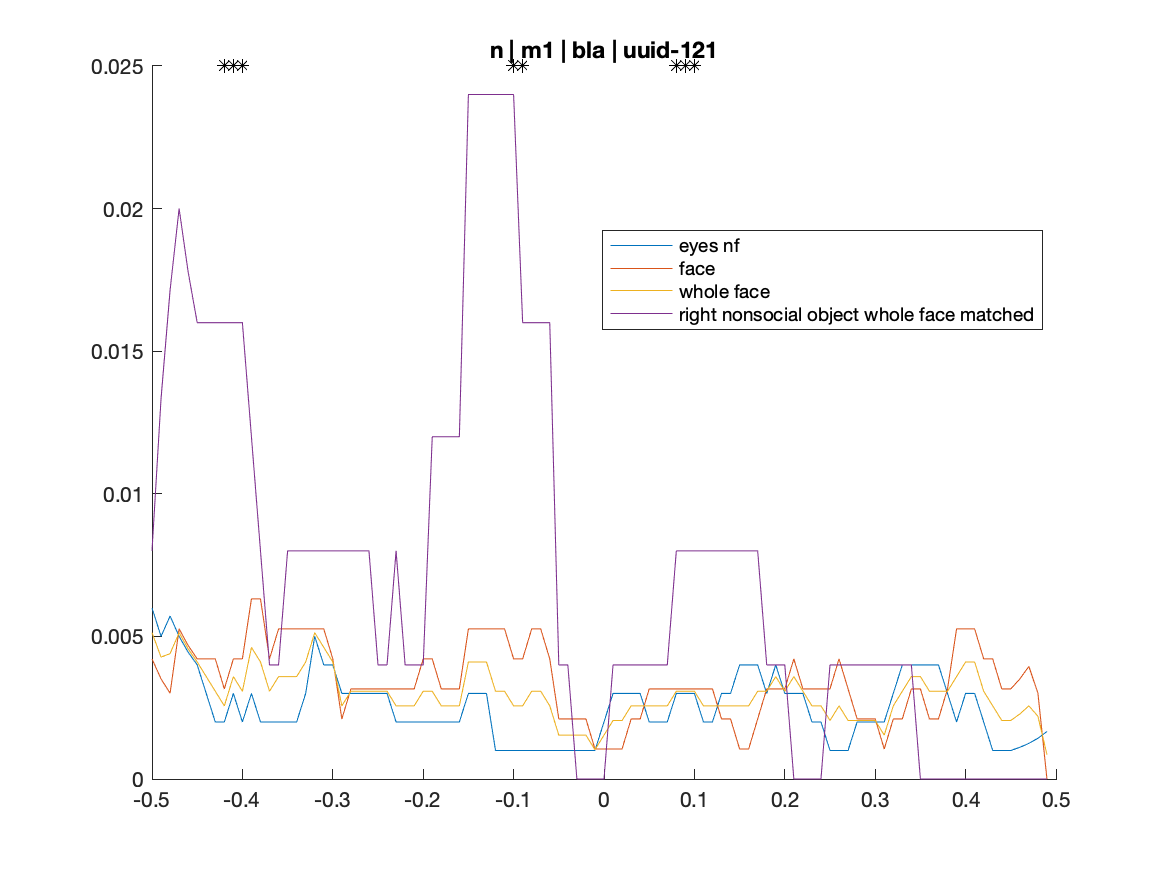 n | m1 | bla | uuid-121
0.025
0.02
0.015
0.01
0.005
0
eyes nf
face
whole face
right nonsocial object whole face matched
-0.5 -0.4 -0.3 -0.2 -0.1 0 0.1 0.2 0.3 0.4 0.5